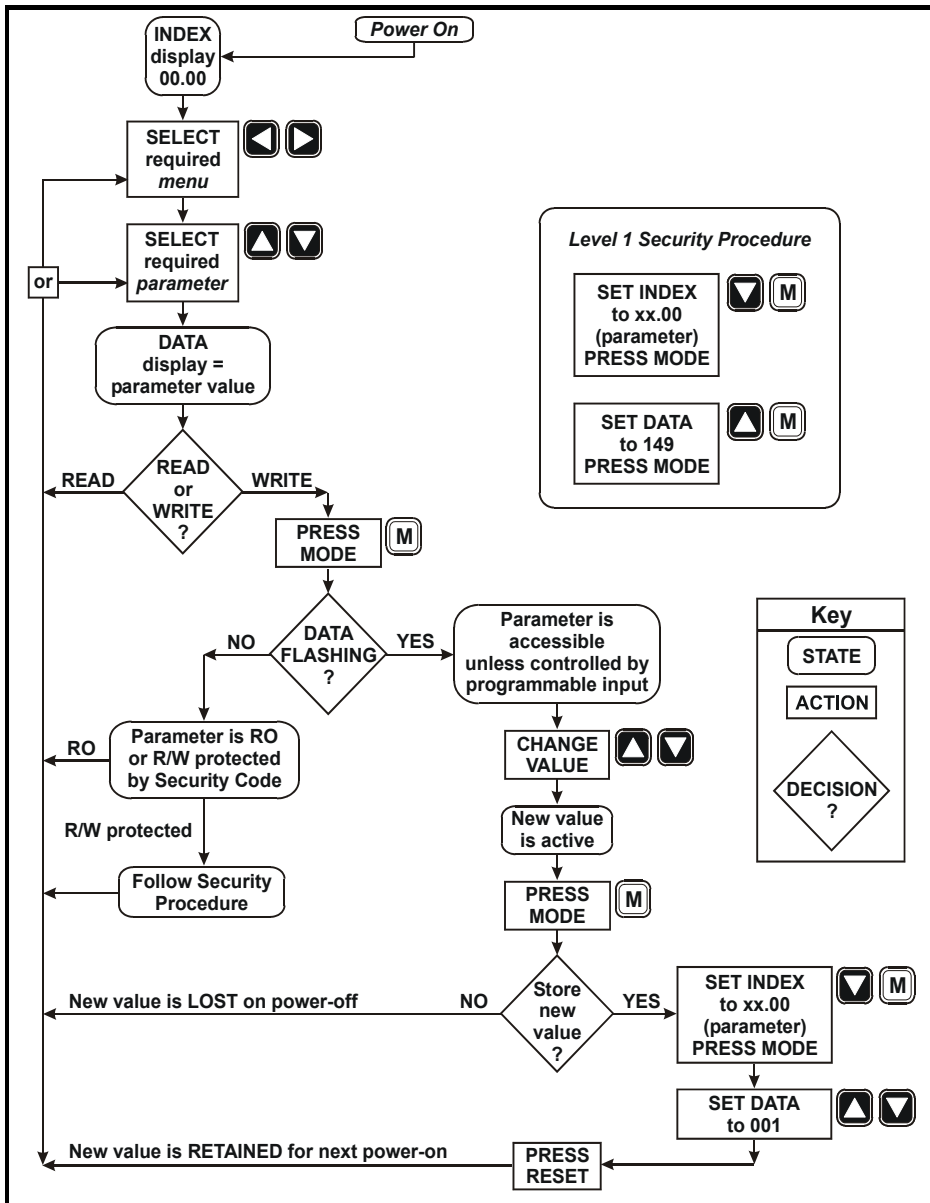 Power On
INDEX
display
00.00
SELECT
required
menu
SELECT
required
parameter
or
DATA
display =
parameter value
READ
or
WRITE
?
READ
WRITE
PRESS
MODE
M
DATA
FLASHING
?
NO
YES
Parameter is RO
or R/W protected
by Security Code
RO
R/W protected
Follow Security
Procedure
Parameter is
accessible
unless controlled by
programmable input
CHANGE
VALUE
New value
is active
PRESS
MODE
M
Store
new
value
?
NO
YES
New value is LOST on power-off
SET INDEX
to xx.00
(parameter)
PRESS MODE
M
SET DATA
to 001
PRESS
RESET
New value is RETAINED for next power-on
Level 1 Security Procedure
SET INDEX
to xx.00
(parameter)
PRESS MODE
M
SET DATA
to 149
PRESS MODE
M
Key
STATE
ACTION
DECISION
?